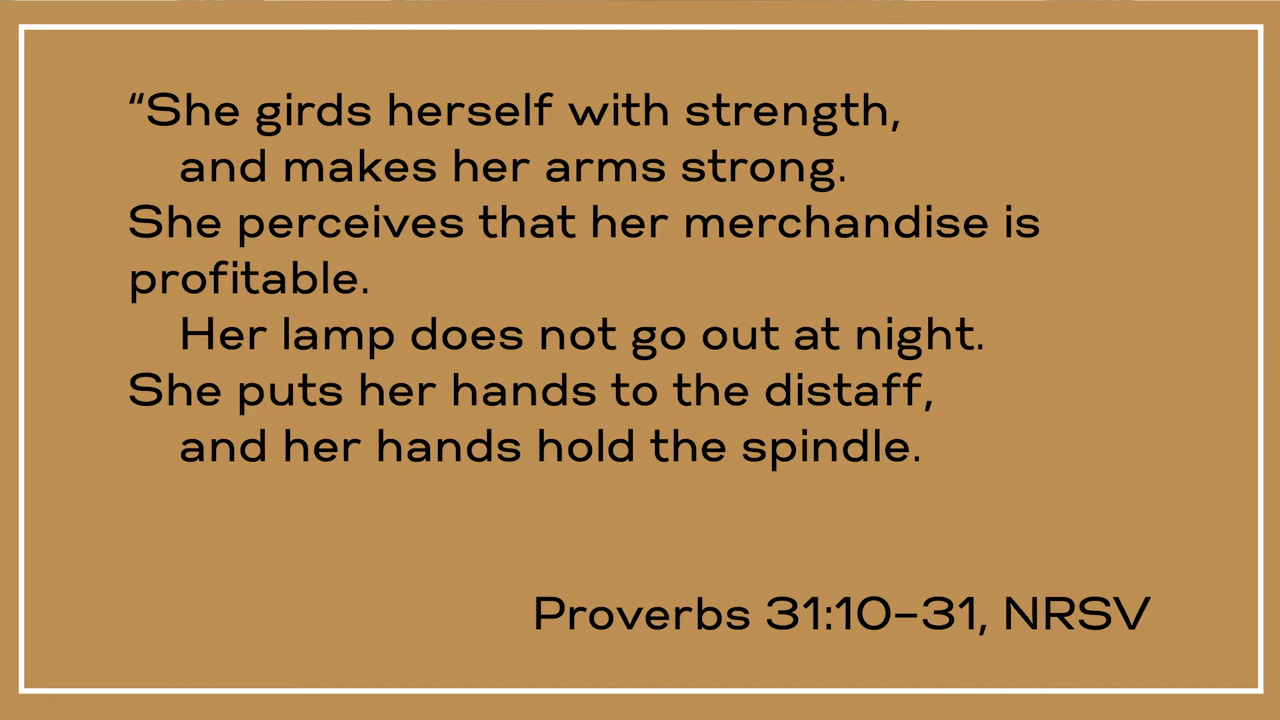 “She girds herself with strength,
and makes her arms strong.
She perceives that her merchandise is
profitable.
Her lamp does not go out at night.
She puts her hands to the distaff,
and her hands hold the spindle.
Proverbs 31:10–31, NRSV